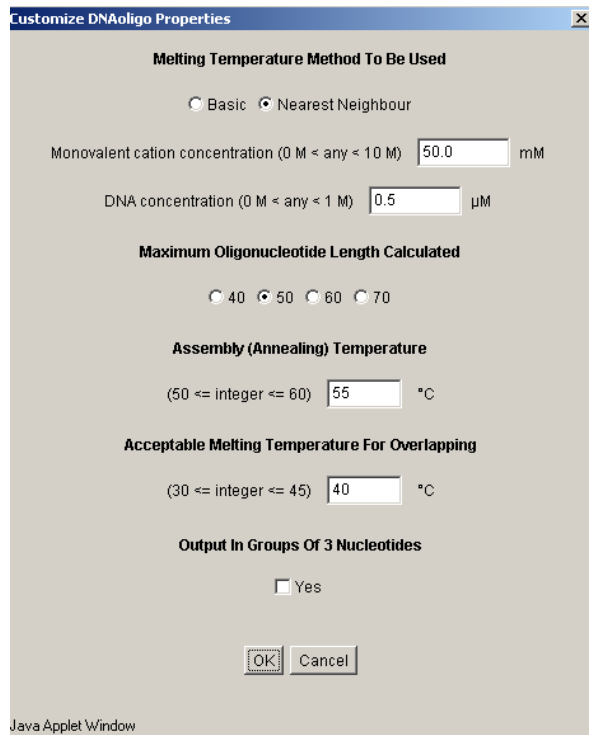 Customize DNAoligo Properties
Melting Temperature Method To Be Used
Basic Nearest Neighbour
Monovalent cation concentration (0 M < any < 10 M) 50.0 mM
DNA concentration (0 M < any < 1 M) 0.5 µM
Maximum Oligonucleotide Length Calculated
40 50 60 70
Assembly (Annealing) Temperature
(50 <= integer <= 60) 55 °C
Acceptable Melting Temperature For Overlapping
(30 <= integer <= 45) 40 °C
Output In Groups Of 3 Nucleotides
Yes
OK Cancel
Java Applet Window